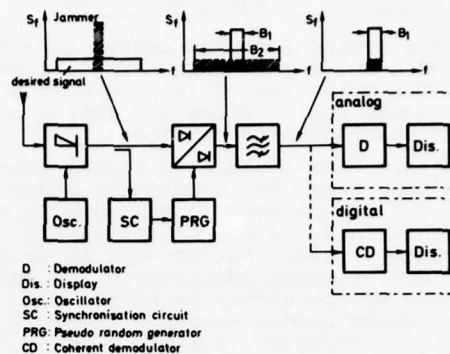 Sf Jammer
desired signal
f
Sf
B1
B2
f
Sf
B1
f
analog
D
Dis.
Osc.
SC
PRG
digital
CD
Dis.
D : Demodulator
Dis. : Display
Osc. : Oscillator
SC : Synchronisation circuit
PRG : Pseudo random generator
CD : Coherent demodulator